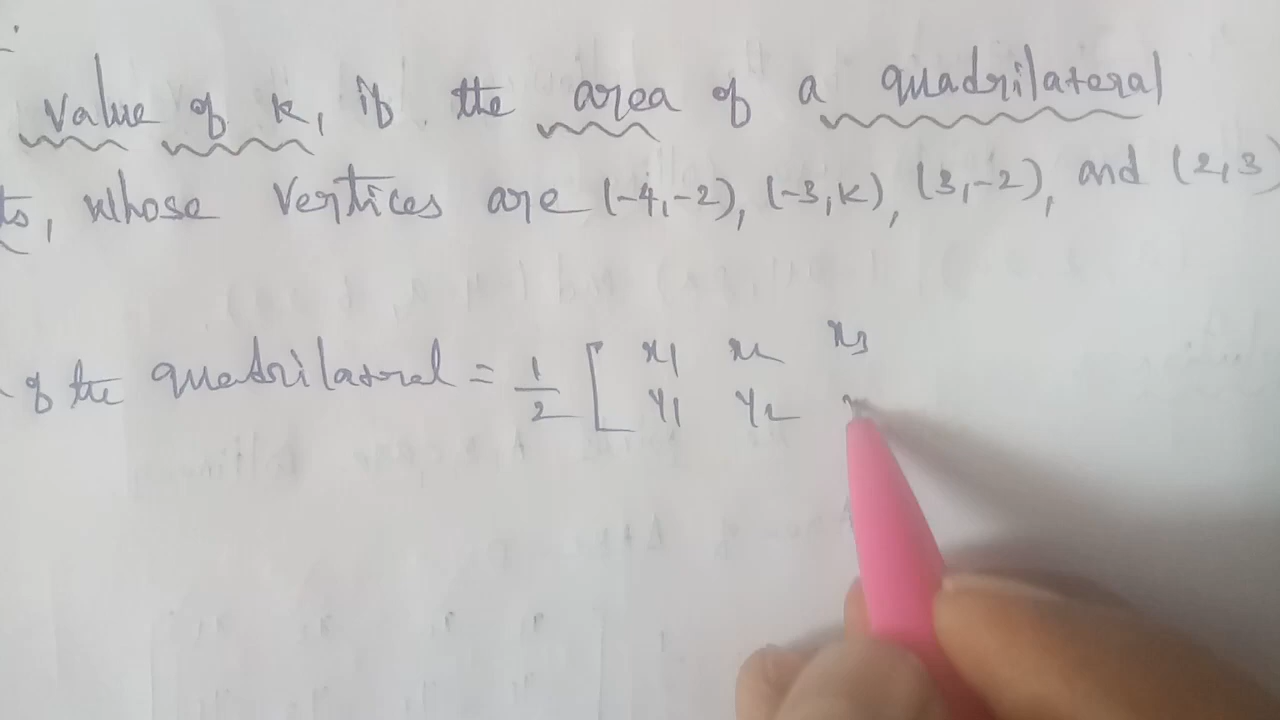 value of k, if the area of a quadrilateral
ts, whose vertices are (-4,-2), (-3,k), (3,-2), and (2,3)
of the quadrilateral = 1/2 [ x1 x2 x3
y1 y2